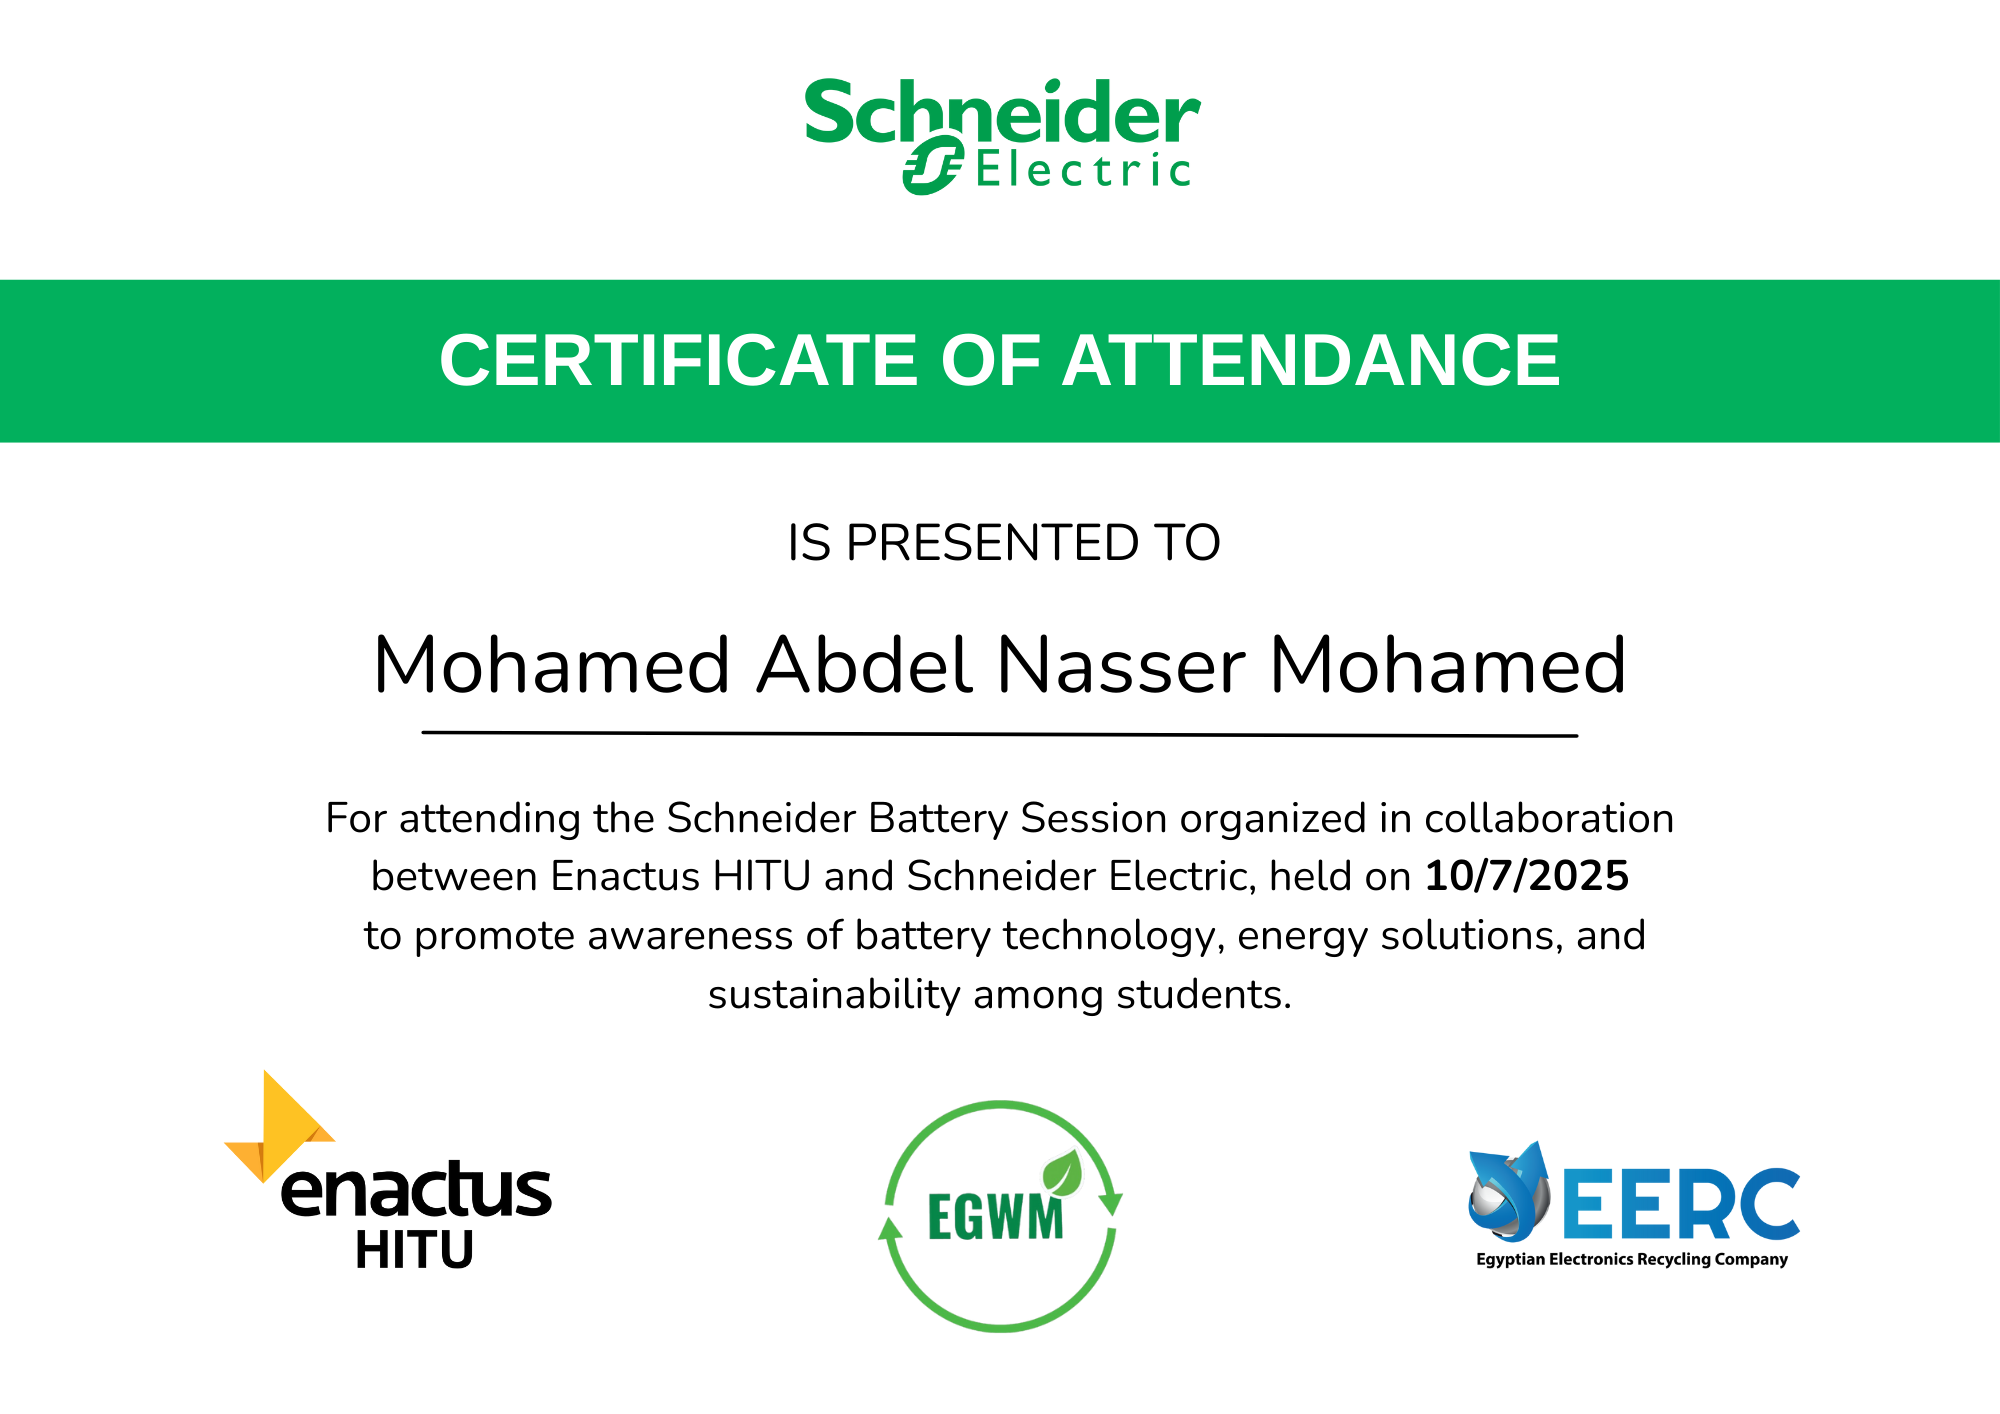 Schneider
Electric
CERTIFICATE OF ATTENDANCE
IS PRESENTED TO
Mohamed Abdel Nasser Mohamed
For attending the Schneider Battery Session organized in collaboration
between Enactus HITU and Schneider Electric, held on 10/7/2025
to promote awareness of battery technology, energy solutions, and
sustainability among students.
enactus
HITU
EGWM
EERC
Egyptian Electronics Recycling Company